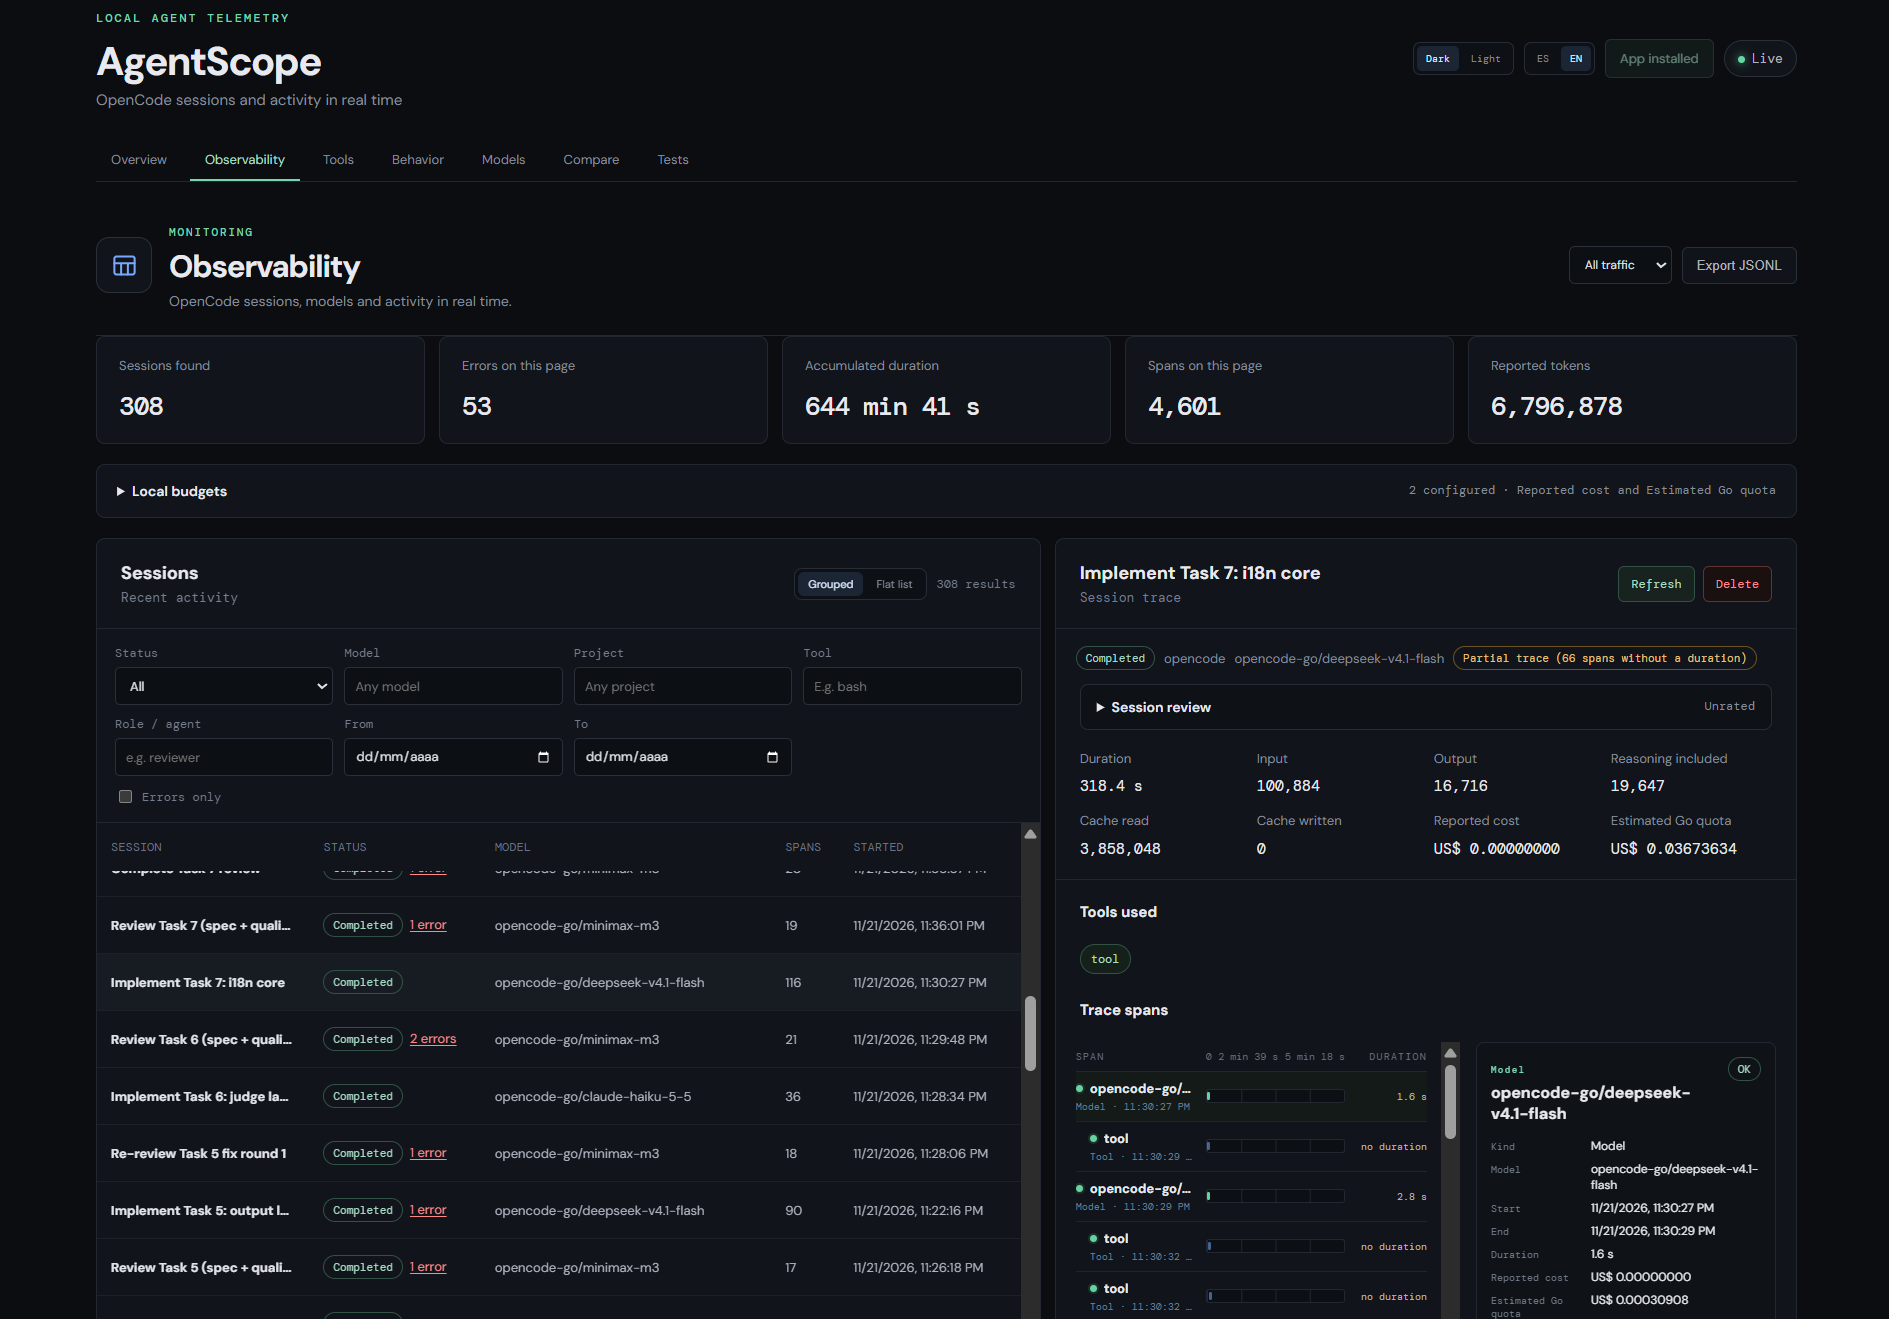 LOCAL AGENT TELEMETRY
AgentScope
OpenCode sessions and activity in real time
Dark Light
ES EN
App installed
Live
Overview Observability Tools Behavior Models Compare Tests
MONITORING
Observability
OpenCode sessions, models and activity in real time.
All traffic
Export JSONL
Sessions found
308
Errors on this page
53
Accumulated duration
644 min 41 s
Spans on this page
4,601
Reported tokens
6,796,878
Local budgets
2 configured · Reported cost and Estimated Go quota
Sessions
Recent activity
Grouped Flat list 308 results
Status Model Project Tool
All Any model Any project E.g. bash
Role / agent From To
e.g. reviewer dd/mm/aaaa dd/mm/aaaa
Errors only
SESSION STATUS MODEL SPANS STARTED
Review Task 7 (spec + quali... Completed 1 error opencode-go/minimax-m3 19 11/21/2026, 11:36:01 PM
Implement Task 7: i18n core Completed opencode-go/deepseek-v4.1-flash 116 11/21/2026, 11:30:27 PM
Review Task 6 (spec + quali... Completed 2 errors opencode-go/minimax-m3 21 11/21/2026, 11:29:48 PM
Implement Task 6: judge la... Completed opencode-go/claude-haiku-5-5 36 11/21/2026, 11:28:34 PM
Re-review Task 5 fix round 1 Completed 1 error opencode-go/minimax-m3 18 11/21/2026, 11:28:06 PM
Implement Task 5: output l... Completed 1 error opencode-go/deepseek-v4.1-flash 90 11/21/2026, 11:22:16 PM
Review Task 5 (spec + quali... Completed 1 error opencode-go/minimax-m3 17 11/21/2026, 11:26:18 PM
Implement Task 7: i18n core
Session trace
Refresh Delete
Completed opencode opencode-go/deepseek-v4.1-flash Partial trace (66 spans without a duration)
Session review
Unrated
Duration Input Output Reasoning included
318.4 s 100,884 16,716 19,647
Cache read Cache written Reported cost Estimated Go quota
3,858,048 0 US$ 0.00000000 US$ 0.03673634
Tools used
tool
Trace spans
SPAN 0 2 min 39 s 5 min 18 s DURATION
opencode-go/...
Model · 11:30:27 PM
1.6 s
tool
Tool · 11:30:29 ...
no duration
opencode-go/...
Model · 11:30:29 PM
2.8 s
tool
Tool · 11:30:32 ...
no duration
tool
Tool · 11:30:32 ...
no duration
Model
OK
opencode-go/deepseek-
v4.1-flash
Kind Model
Model opencode-go/deepseek-v4.1-
flash
Start 11/21/2026, 11:30:27 PM
End 11/21/2026, 11:30:29 PM
Duration 1.6 s
Reported cost US$ 0.00000000
Estimated Go US$ 0.00030908
quota